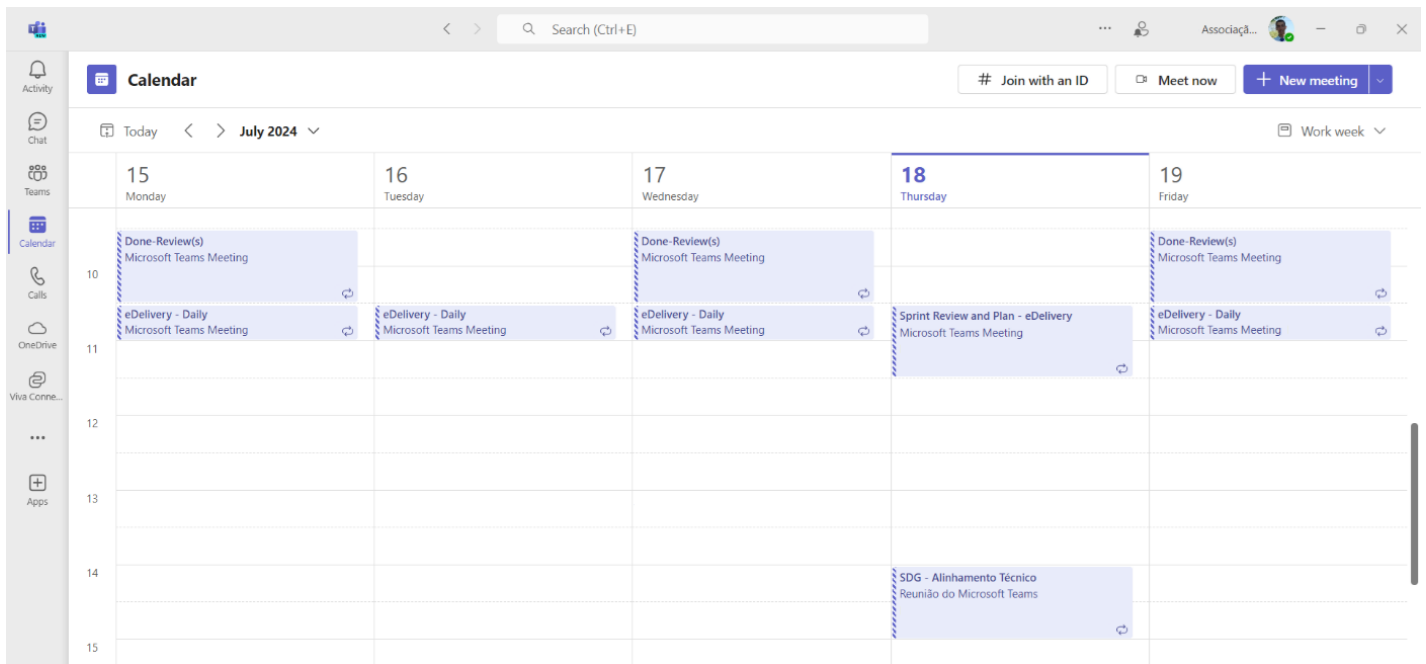 Search (Ctrl+E)
Associaçã...
Activity
Chat
Teams
Calendar
Calls
OneDrive
Viva Conne...
Apps
Calendar
# Join with an ID
Meet now
New meeting
Today
July 2024
Work week
15
Monday
16
Tuesday
17
Wednesday
18
Thursday
19
Friday
Done-Review(s)
Microsoft Teams Meeting
Done-Review(s)
Microsoft Teams Meeting
Done-Review(s)
Microsoft Teams Meeting
10
eDelivery - Daily
Microsoft Teams Meeting
eDelivery - Daily
Microsoft Teams Meeting
eDelivery - Daily
Microsoft Teams Meeting
Sprint Review and Plan - eDelivery
Microsoft Teams Meeting
eDelivery - Daily
Microsoft Teams Meeting
11
12
13
14
SDG - Alinhamento Técnico
Reunião do Microsoft Teams
15